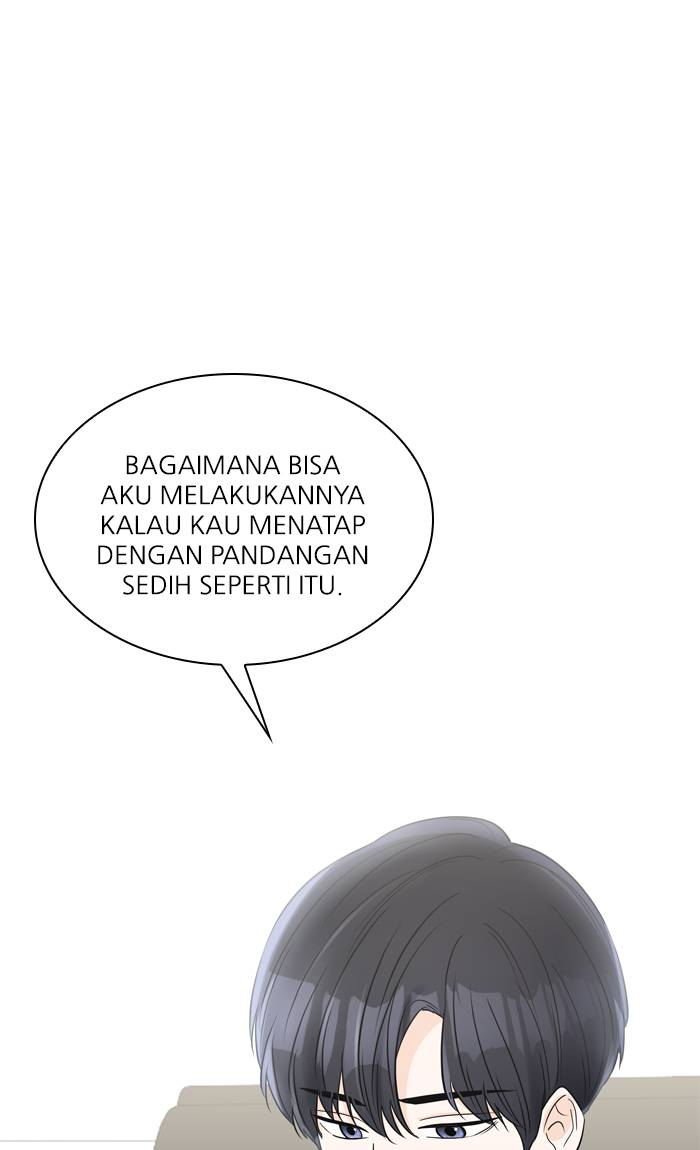 BAGAIMANA BISA
AKU MELAKUKANNYA
KALAU KAU MENATAP
DENGAN PANDANGAN
SEDIH SEPERTI ITU.